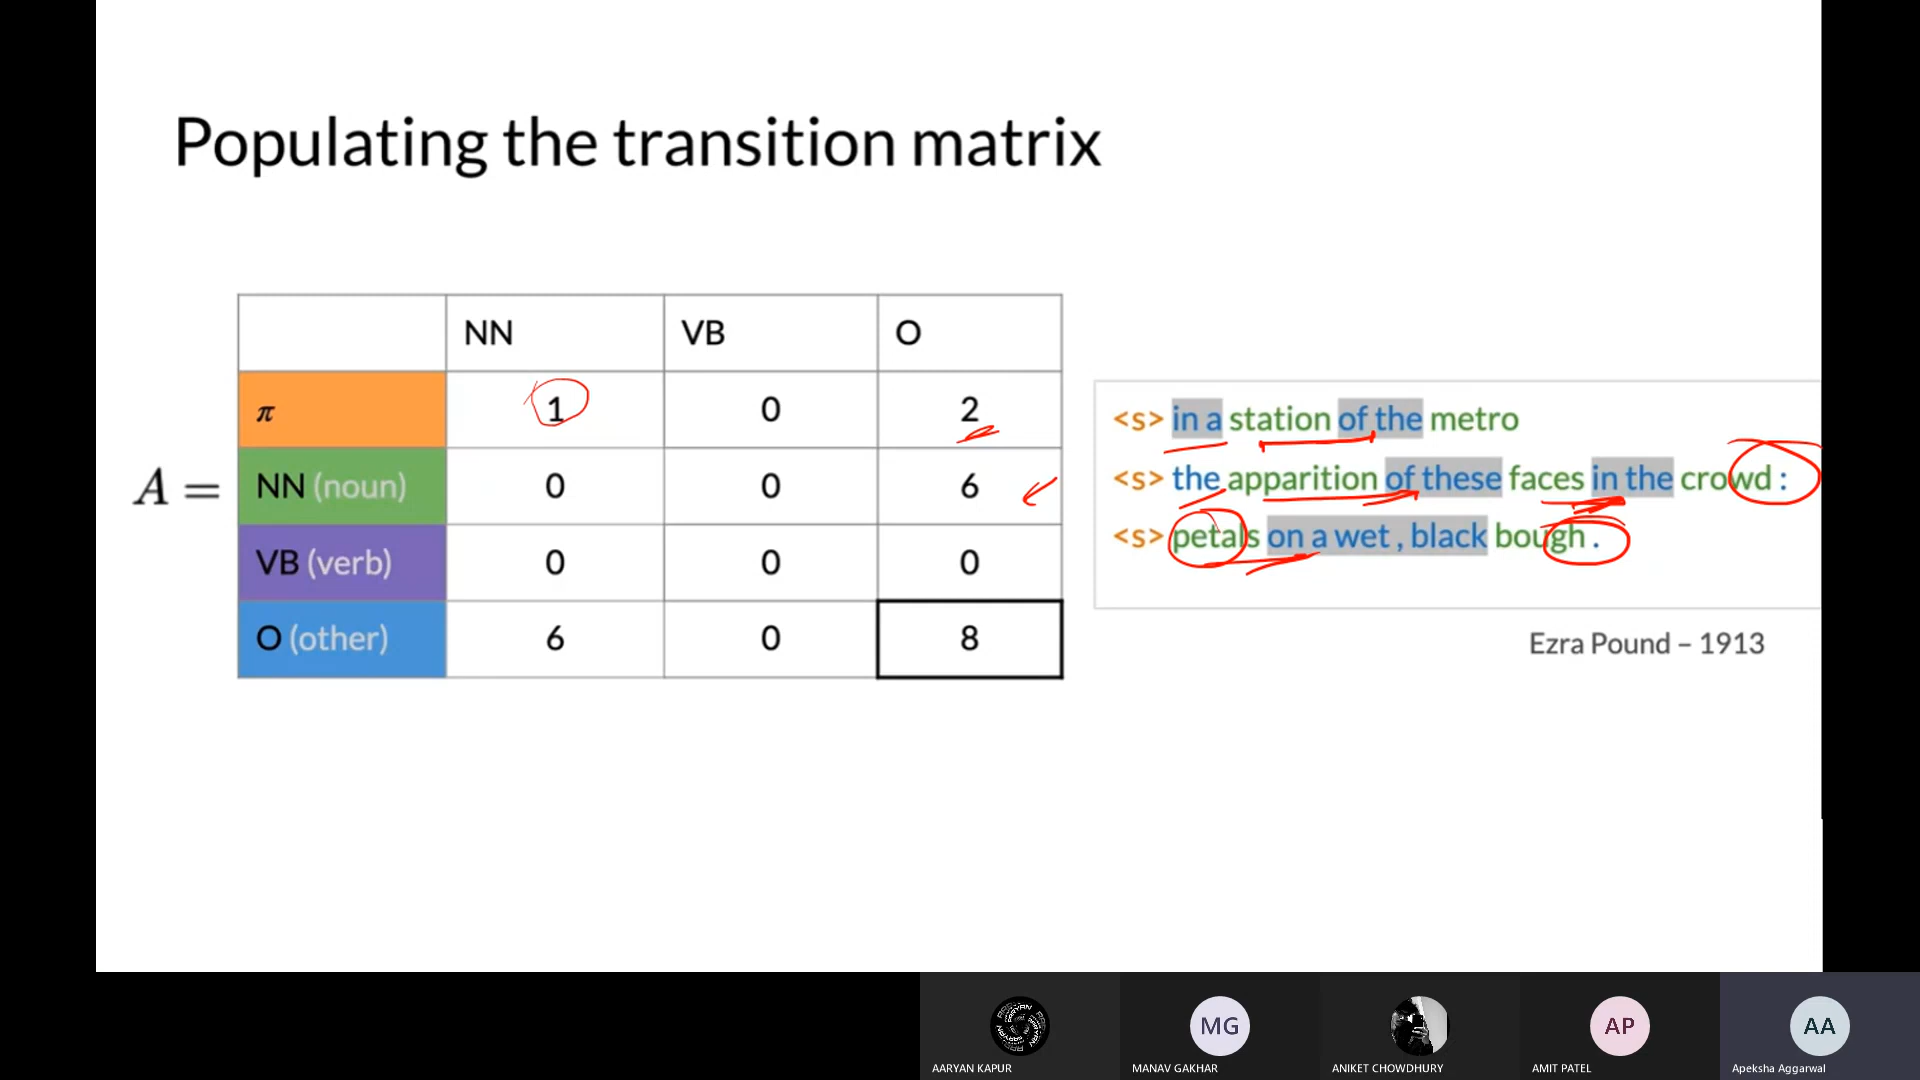 Populating the transition matrix
NN VB O
π 1 0 2
A = NN (noun) 0 0 6
VB (verb) 0 0 0
O (other) 6 0 8
<s> in a station of the metro
<s> the apparition of these faces in the crowd :
<s> petals on a wet , black bough .
Ezra Pound – 1913
MG AP AA
AARYAN KAPUR MANAV GAKHAR ANIKET CHOWDHURY AMIT PATEL Apeksha Aggarwal